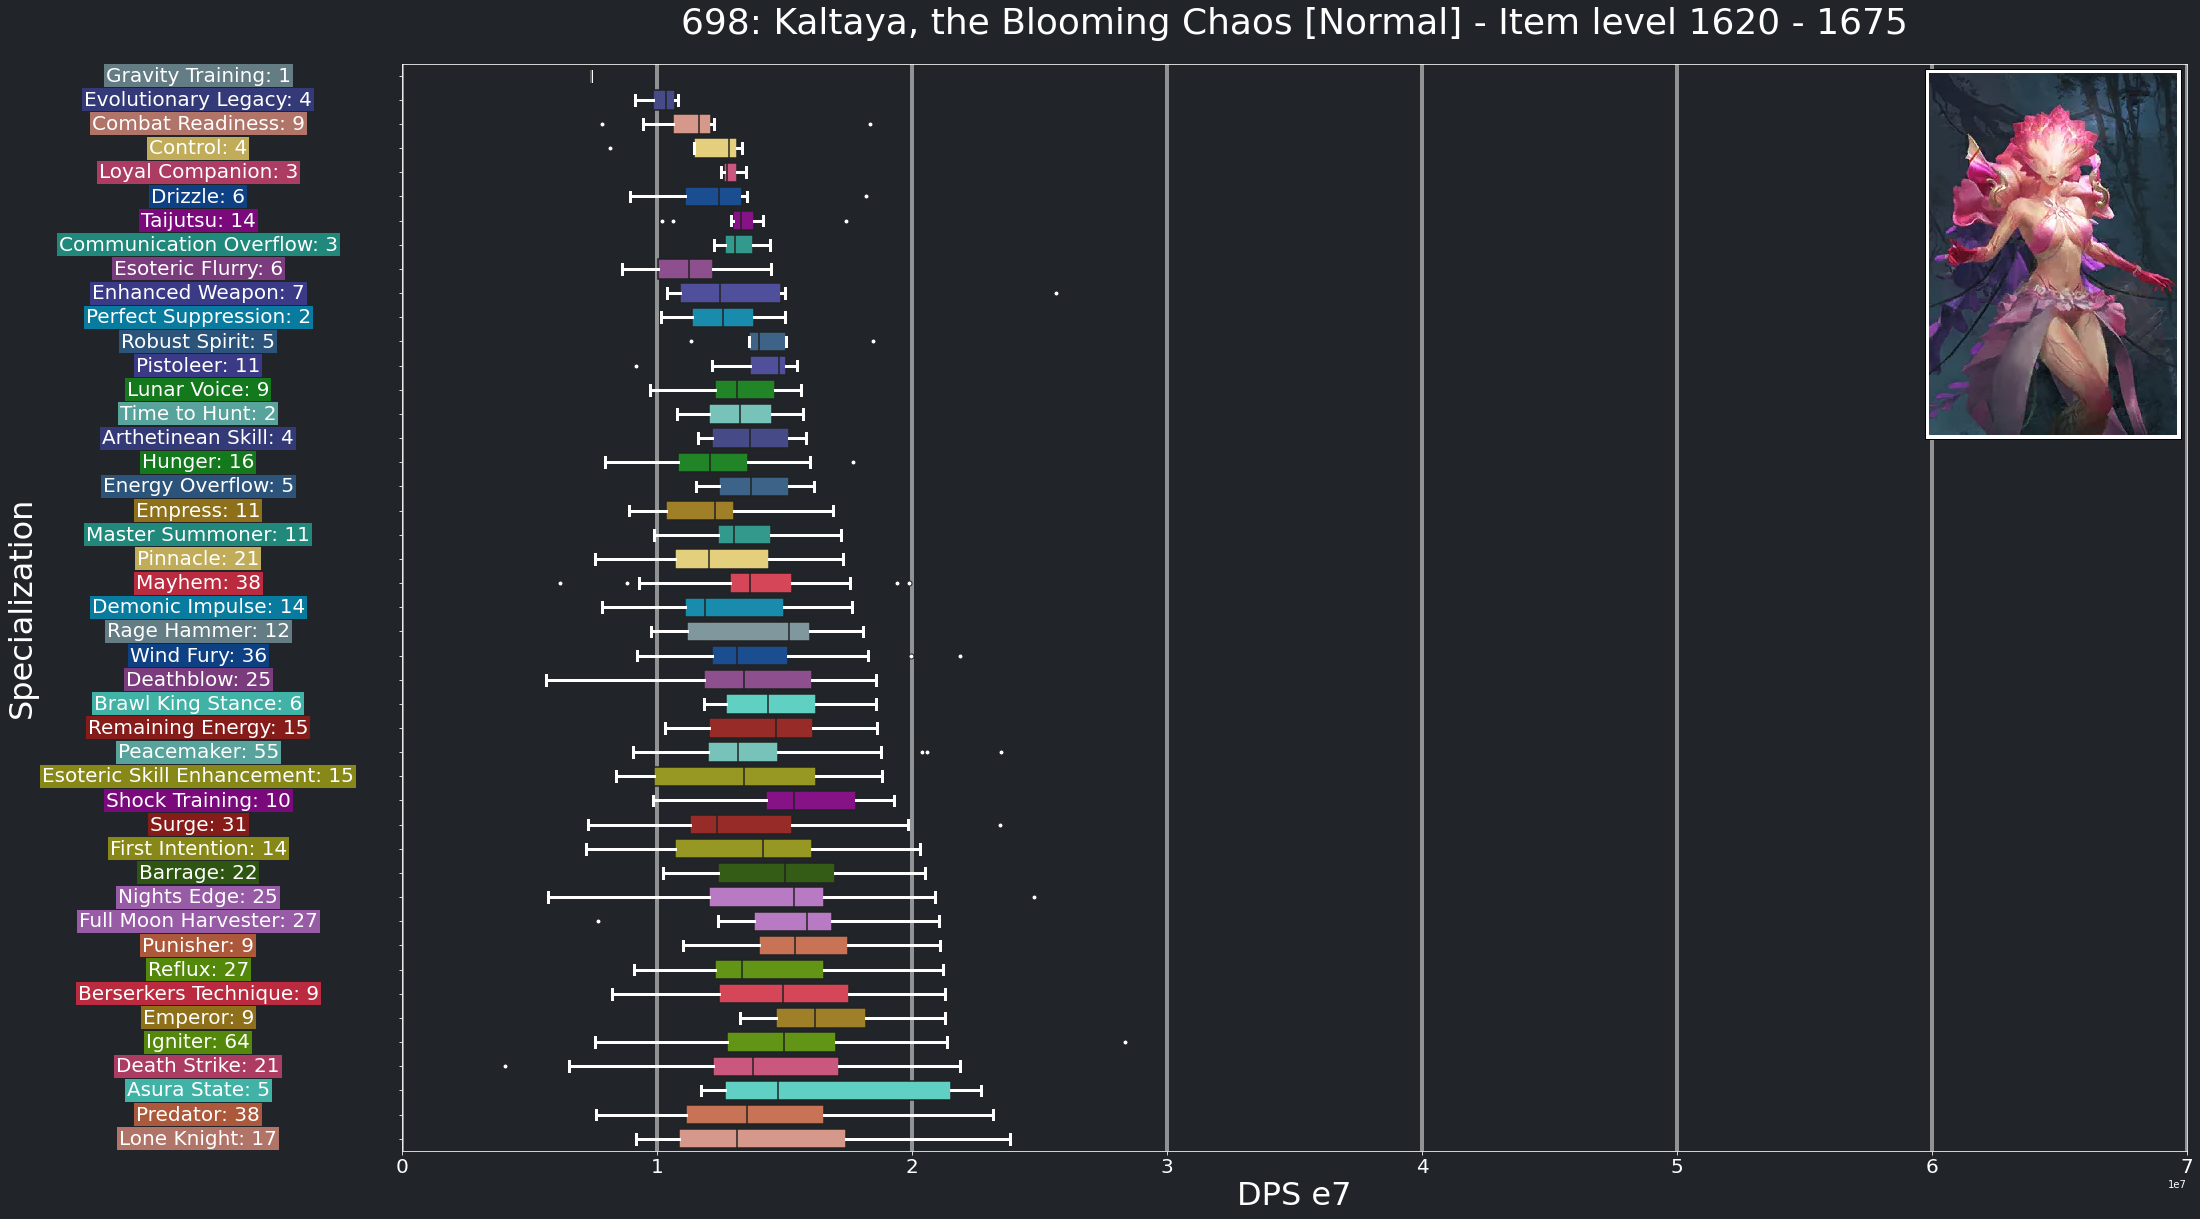 698: Kaltaya, the Blooming Chaos [Normal] - Item level 1620 - 1675
Specialization
Gravity Training: 1
Evolutionary Legacy: 4
Combat Readiness: 9
Control: 4
Loyal Companion: 3
Drizzle: 6
Taijutsu: 14
Communication Overflow: 3
Esoteric Flurry: 6
Enhanced Weapon: 7
Perfect Suppression: 2
Robust Spirit: 5
Pistoleer: 11
Lunar Voice: 9
Time to Hunt: 2
Arthetinean Skill: 4
Hunger: 16
Energy Overflow: 5
Empress: 11
Master Summoner: 11
Pinnacle: 21
Mayhem: 38
Demonic Impulse: 14
Rage Hammer: 12
Wind Fury: 36
Deathblow: 25
Brawl King Stance: 6
Remaining Energy: 15
Peacemaker: 55
Esoteric Skill Enhancement: 15
Shock Training: 10
Surge: 31
First Intention: 14
Barrage: 22
Nights Edge: 25
Full Moon Harvester: 27
Punisher: 9
Reflux: 27
Berserkers Technique: 9
Emperor: 9
Igniter: 64
Death Strike: 21
Asura State: 5
Predator: 38
Lone Knight: 17
0 1 2 3 4 5 6 7
1e7
DPS e7